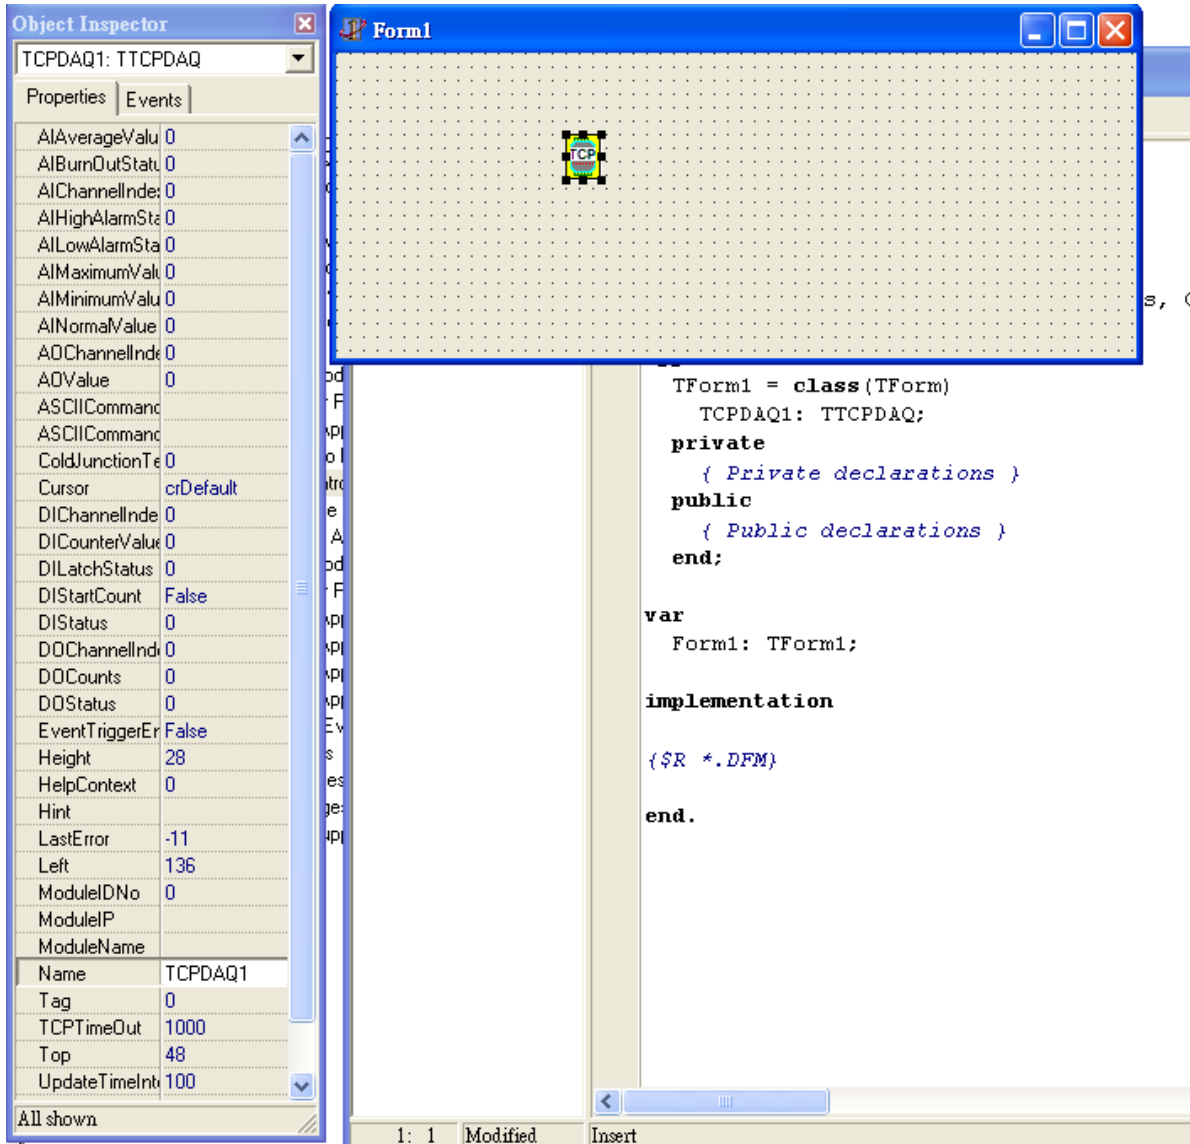 Object Inspector
TCPDAQ1: TTCPDAQ
Properties Events
AIAverageValu 0
AIBurnOutStatu 0
AIChannelInde: 0
AIHighAlarmSta 0
AILowAlarmSta 0
AIMaximumValu 0
AIMinimumValu 0
AINormalValue 0
AOChannelInde 0
AOValue 0
ASCIICommand
ASCIICommand
ColdJunctionTe 0
Cursor crDefault
DIChannelInde 0
DICounterValue 0
DILatchStatus 0
DIStartCount False
DIStatus 0
DOChannelInde 0
DOCounts 0
DOStatus 0
EventTriggerEr False
Height 28
HelpContext 0
Hint
LastError -11
Left 136
ModuleIDNo 0
ModuleIP
ModuleName
Name TCPDAQ1
Tag 0
TCPTimeOut 1000
Top 48
UpdateTimeInt 100
All shown
Form1
TCP
s,
TForm1 = class(TForm)
TCPDAQ1: TTCPDAQ;
private
{ Private declarations }
public
{ Public declarations }
end;
var
Form1: TForm1;
implementation
{$R *.DFM}
end.
1: 1 Modified Insert